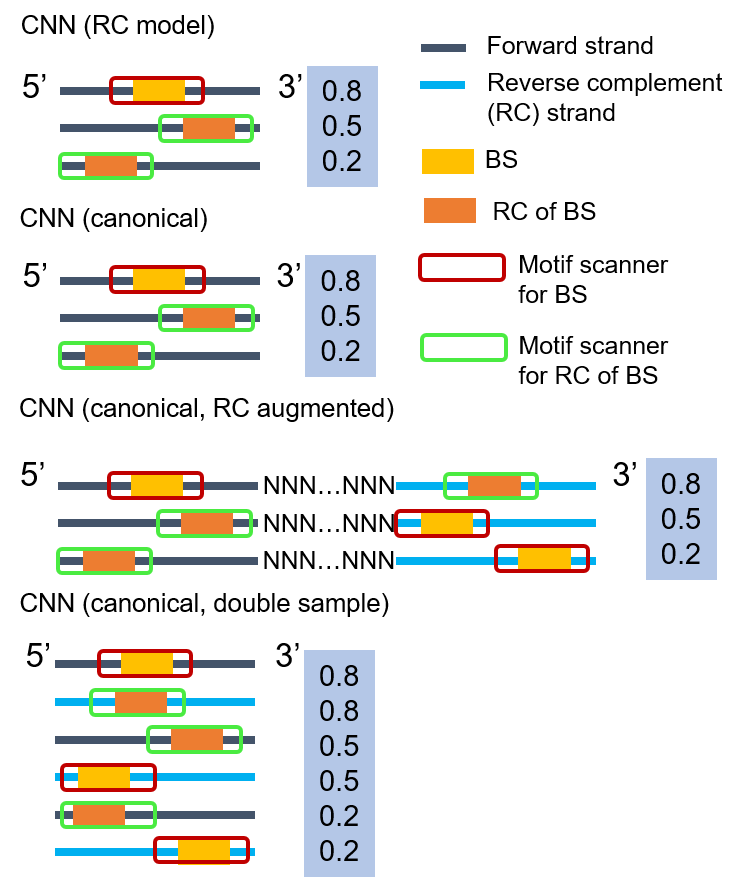 CNN (RC model)
5’ 3’
0.8
0.5
0.2
Forward strand
Reverse complement
(RC) strand
BS
RC of BS
Motif scanner
for BS
Motif scanner
for RC of BS
CNN (canonical)
5’ 3’
0.8
0.5
0.2
CNN (canonical, RC augmented)
5’ 3’
NNN...NNN 0.8
NNN...NNN 0.5
NNN...NNN 0.2
CNN (canonical, double sample)
5’ 3’
0.8
0.8
0.5
0.5
0.2
0.2